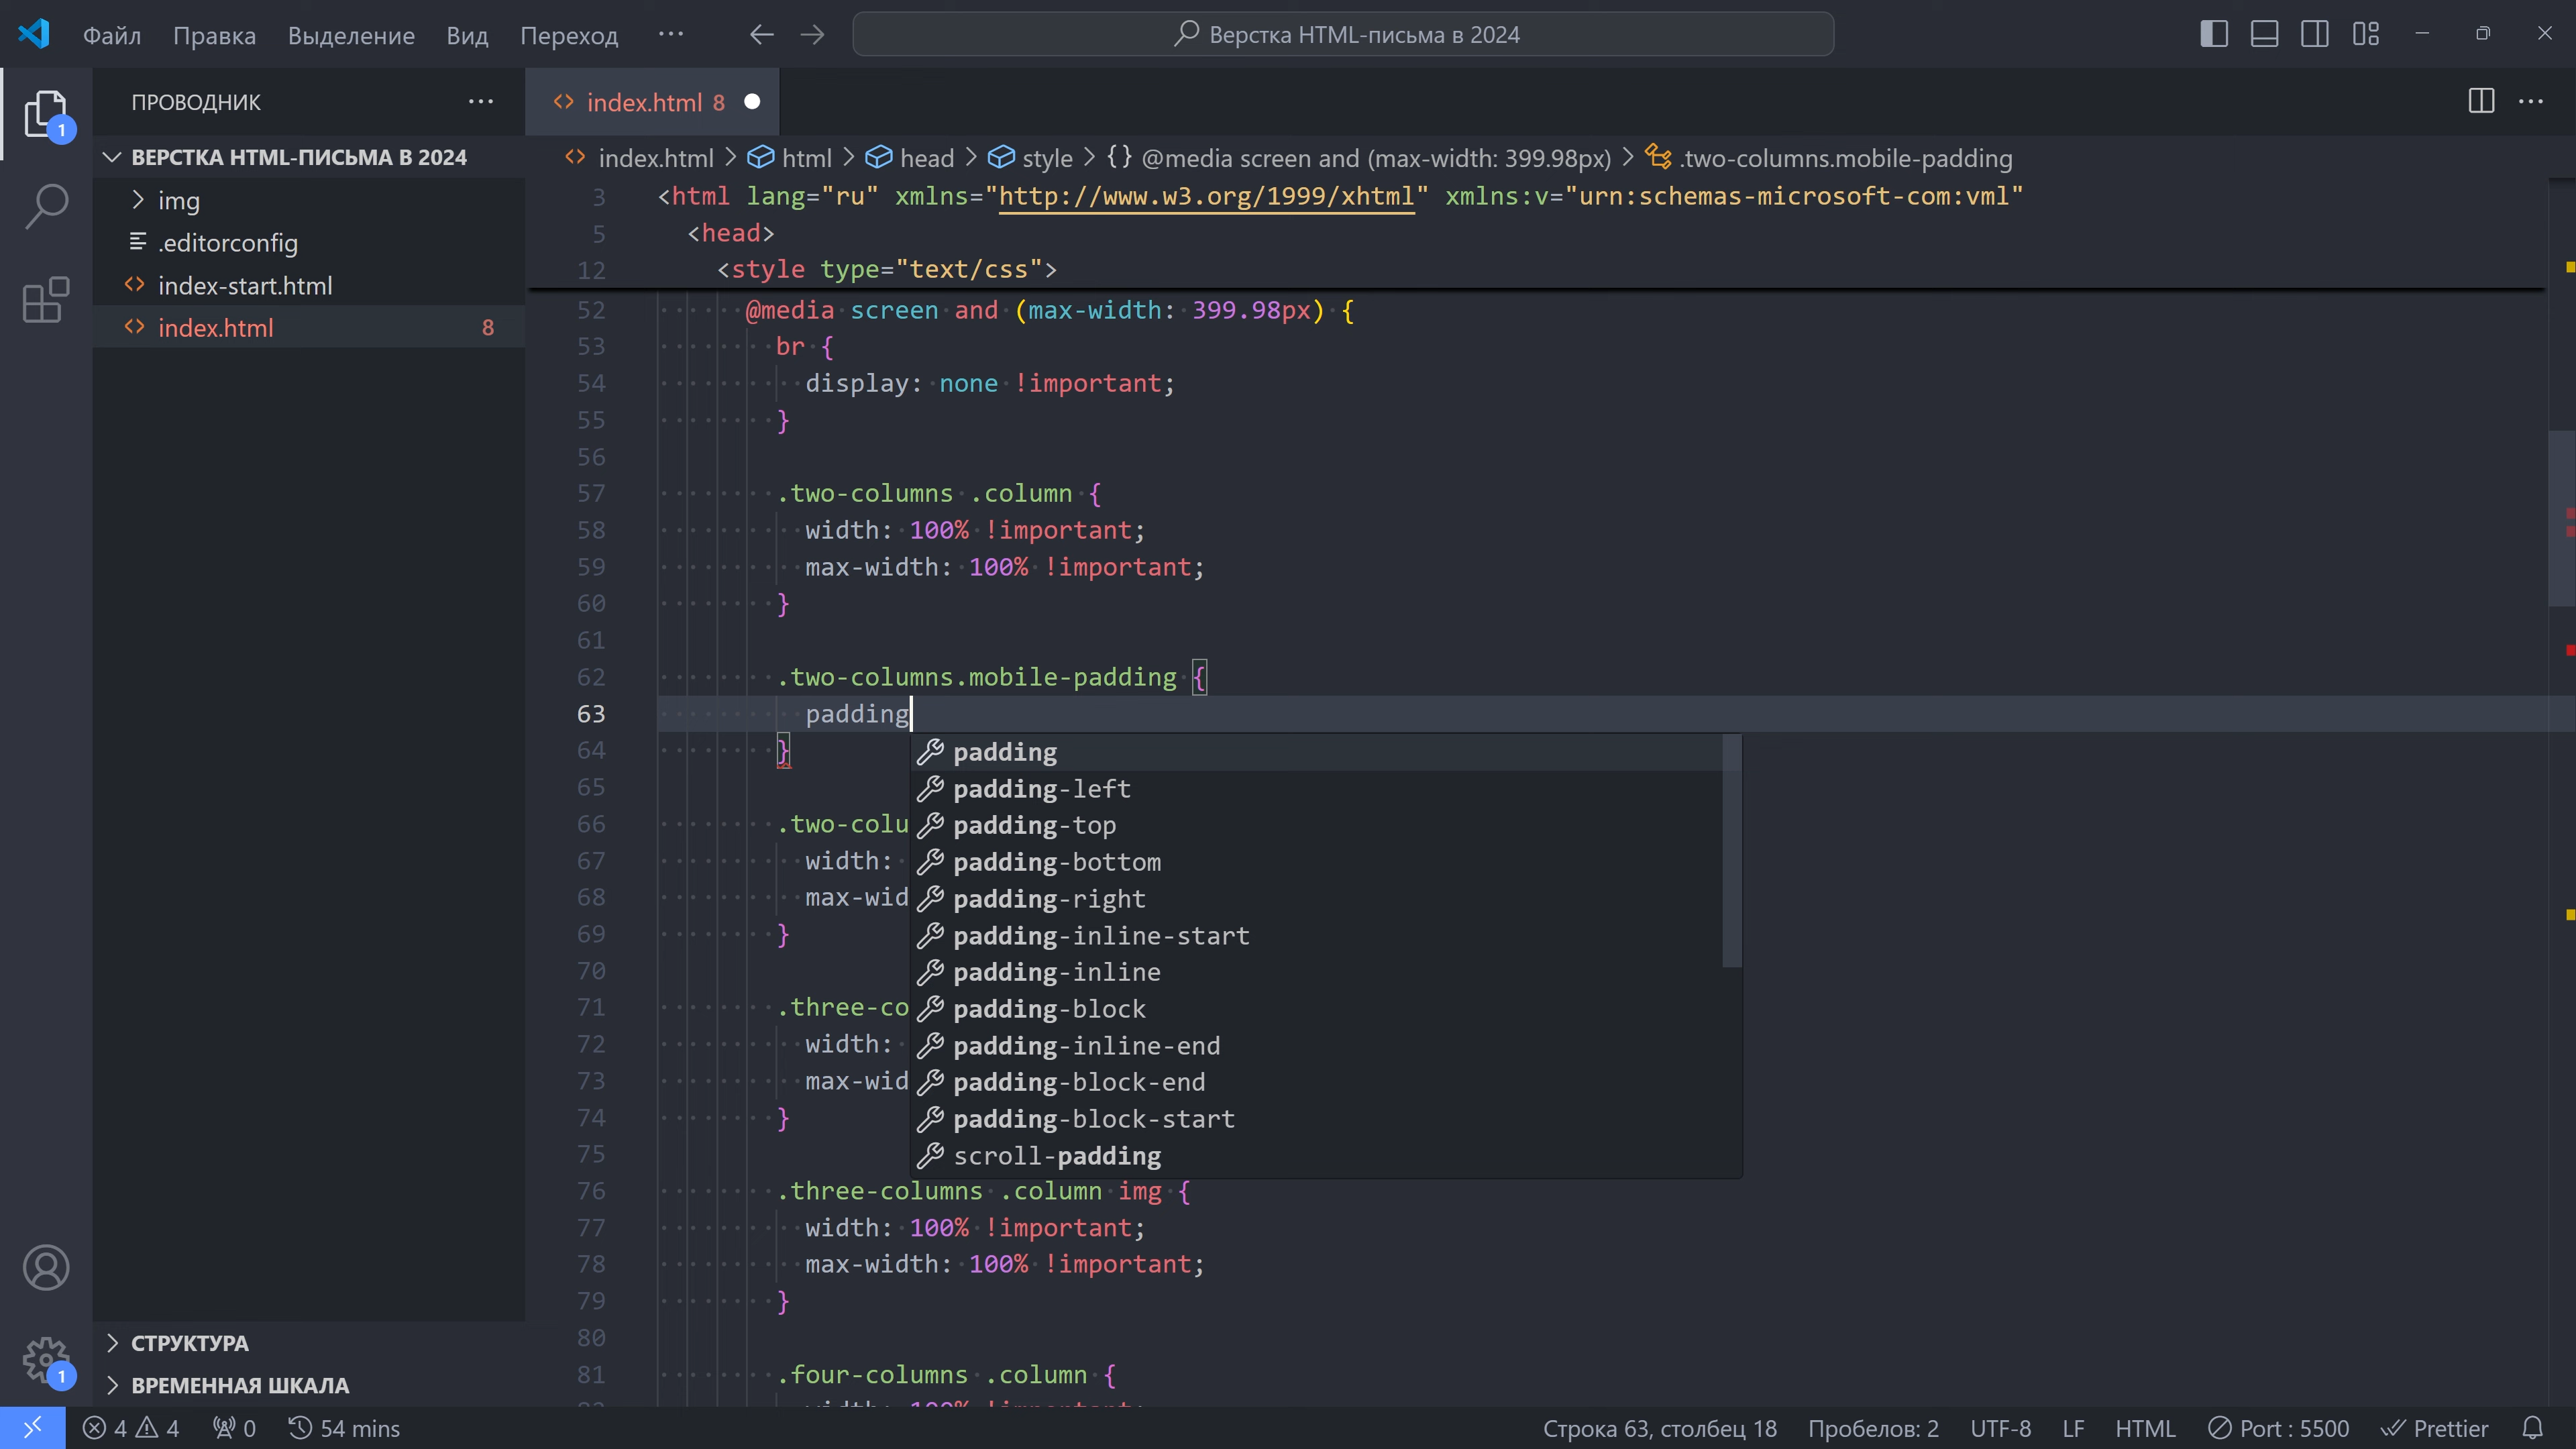 Файл Правка Выделение Вид Переход ··· Верстка HTML-письма в 2024
ПРОВОДНИК ···
index.html 8
1
ВЕРСТКА HTML-ПИСЬМА В 2024
img
.editorconfig
index-start.html
index.html 8
index.html > html > head > style > {} @media screen and (max-width: 399.98px) > .two-columns.mobile-padding
3 <html lang="ru" xmlns="http://www.w3.org/1999/xhtml" xmlns:v="urn:schemas-microsoft-com:vml"
5 <head>
12 <style type="text/css">
52 @media screen and (max-width: 399.98px) {
53 br {
54 display: none !important;
55 }
56
57 .two-columns .column {
58 width: 100% !important;
59 max-width: 100% !important;
60 }
61
62 .two-columns.mobile-padding {
63 padding
64 }
65
66 .two-colu
67 width:
68 max-wid
69 }
70
71 .three-co
72 width:
73 max-wid
74 }
75
padding
padding-left
padding-top
padding-bottom
padding-right
padding-inline-start
padding-inline
padding-block
padding-inline-end
padding-block-end
padding-block-start
scroll-padding
76 .three-columns .column img {
77 width: 100% !important;
78 max-width: 100% !important;
79 }
80
81 .four-columns .column {
СТРУКТУРА
ВРЕМЕННАЯ ШКАЛА
1
4 4 0 54 mins Строка 63, столбец 18 Пробелов: 2 UTF-8 LF HTML Port : 5500 Prettier